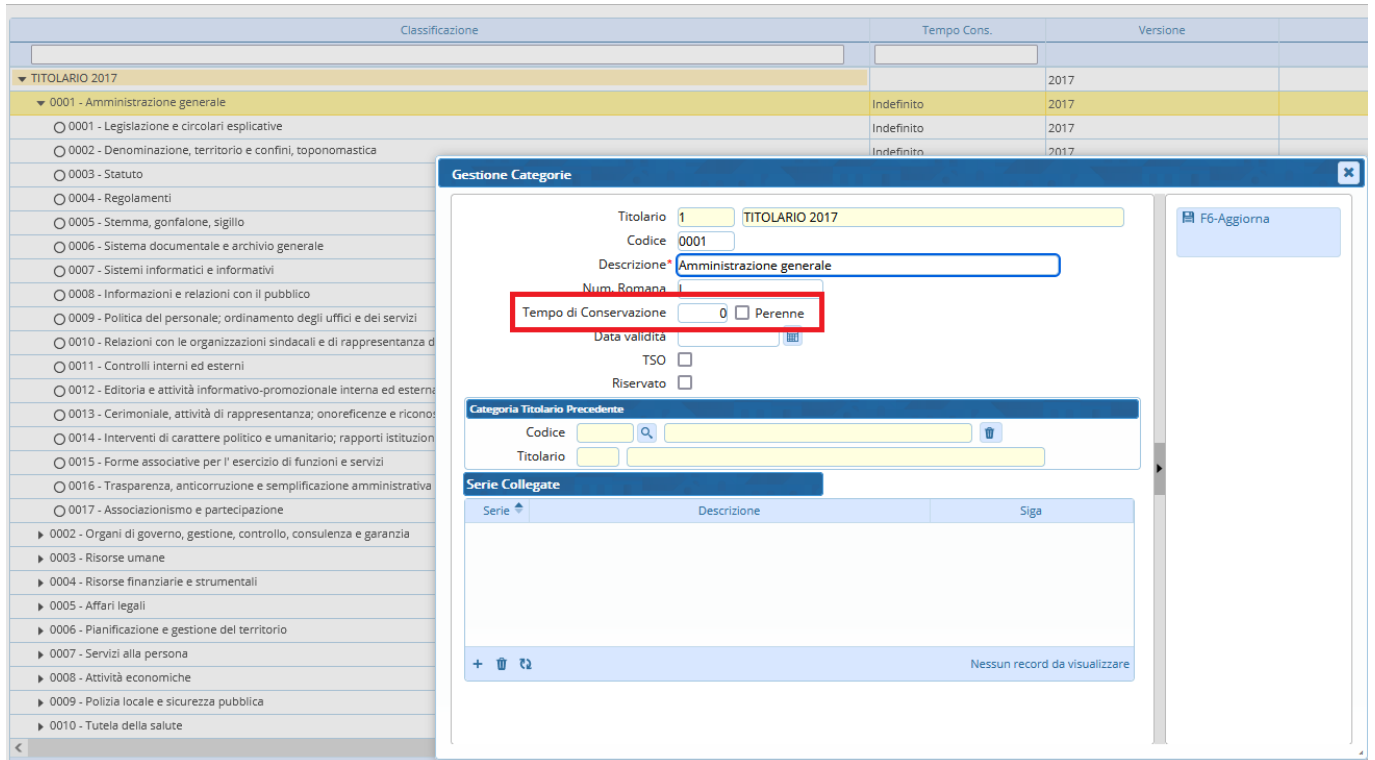 Classificazione Tempo Cons. Versione
TITOLARIO 2017 2017
0001 - Amministrazione generale Indefinito 2017
0001 - Legislazione e circolari esplicative Indefinito 2017
0002 - Denominazione, territorio e confini, toponomastica Indefinito 2017
0003 - Statuto
0004 - Regolamenti
0005 - Stemma, gonfalone, sigillo
0006 - Sistema documentale e archivio generale
0007 - Sistemi informatici e informativi
0008 - Informazioni e relazioni con il pubblico
0009 - Politica del personale; ordinamento degli uffici e dei servizi
0010 - Relazioni con le organizzazioni sindacali e di rappresentanza d
0011 - Controlli interni ed esterni
0012 - Editoria e attività informativo-promozionale interna ed esterna
0013 - Cerimoniale, attività di rappresentanza; onoreficenze e ricono
0014 - Interventi di carattere politico e umanitario; rapporti istituzion
0015 - Forme associative per l' esercizio di funzioni e servizi
0016 - Trasparenza, anticorruzione e semplificazione amministrativa
0017 - Associazionismo e partecipazione
0002 - Organi di governo, gestione, controllo, consulenza e garanzia
0003 - Risorse umane
0004 - Risorse finanziarie e strumentali
0005 - Affari legali
0006 - Pianificazione e gestione del territorio
0007 - Servizi alla persona
0008 - Attività economiche
0009 - Polizia locale e sicurezza pubblica
0010 - Tutela della salute
Gestione Categorie
Titolario 1 TITOLARIO 2017
Codice 0001
Descrizione* Amministrazione generale
Num. Romana I
Tempo di Conservazione 0 Perenne
Data validità
TSO
Riservato
Categoria Titolario Precedente
Codice
Titolario
Serie Collegate
Serie Descrizione Siga
Nessun record da visualizzare
F6-Aggiorna